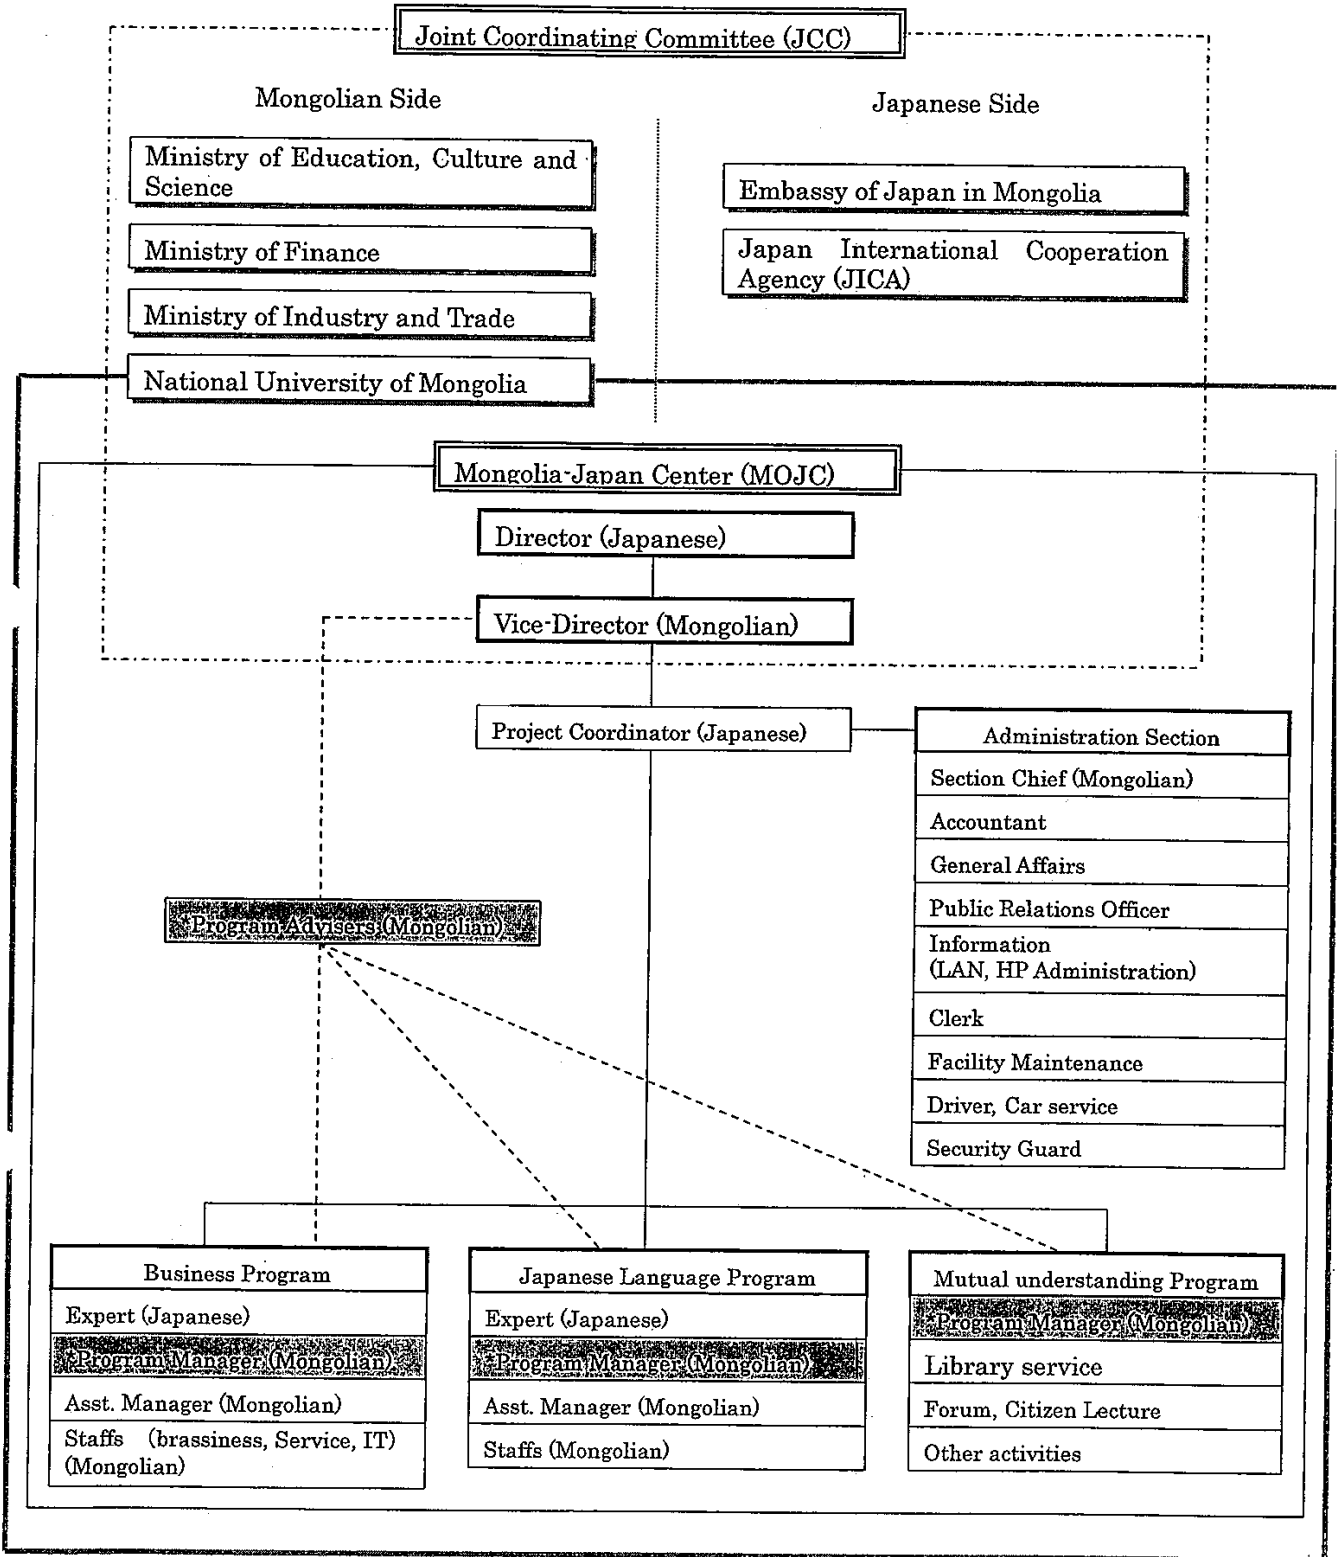 Joint Coordinating Committee (JCC)
Mongolian Side
Japanese Side
Ministry of Education, Culture and
Science
Ministry of Finance
Ministry of Industry and Trade
National University of Mongolia
Embassy of Japan in Mongolia
Japan International Cooperation
Agency (JICA)
Mongolia-Japan Center (MOJC)
Director (Japanese)
Vice-Director (Mongolian)
Project Coordinator (Japanese)
Administration Section
Section Chief (Mongolian)
Accountant
General Affairs
Public Relations Officer
Information
(LAN, HP Administration)
Clerk
Facility Maintenance
Driver, Car service
Security Guard
*Program Advisers (Mongolian)
Business Program
Expert (Japanese)
*Program Manager (Mongolian)
Asst. Manager (Mongolian)
Staffs (brassiness, Service, IT)
(Mongolian)
Japanese Language Program
Expert (Japanese)
*Program Manager (Mongolian)
Asst. Manager (Mongolian)
Staffs (Mongolian)
Mutual understanding Program
*Program Manager (Mongolian)
Library service
Forum, Citizen Lecture
Other activities